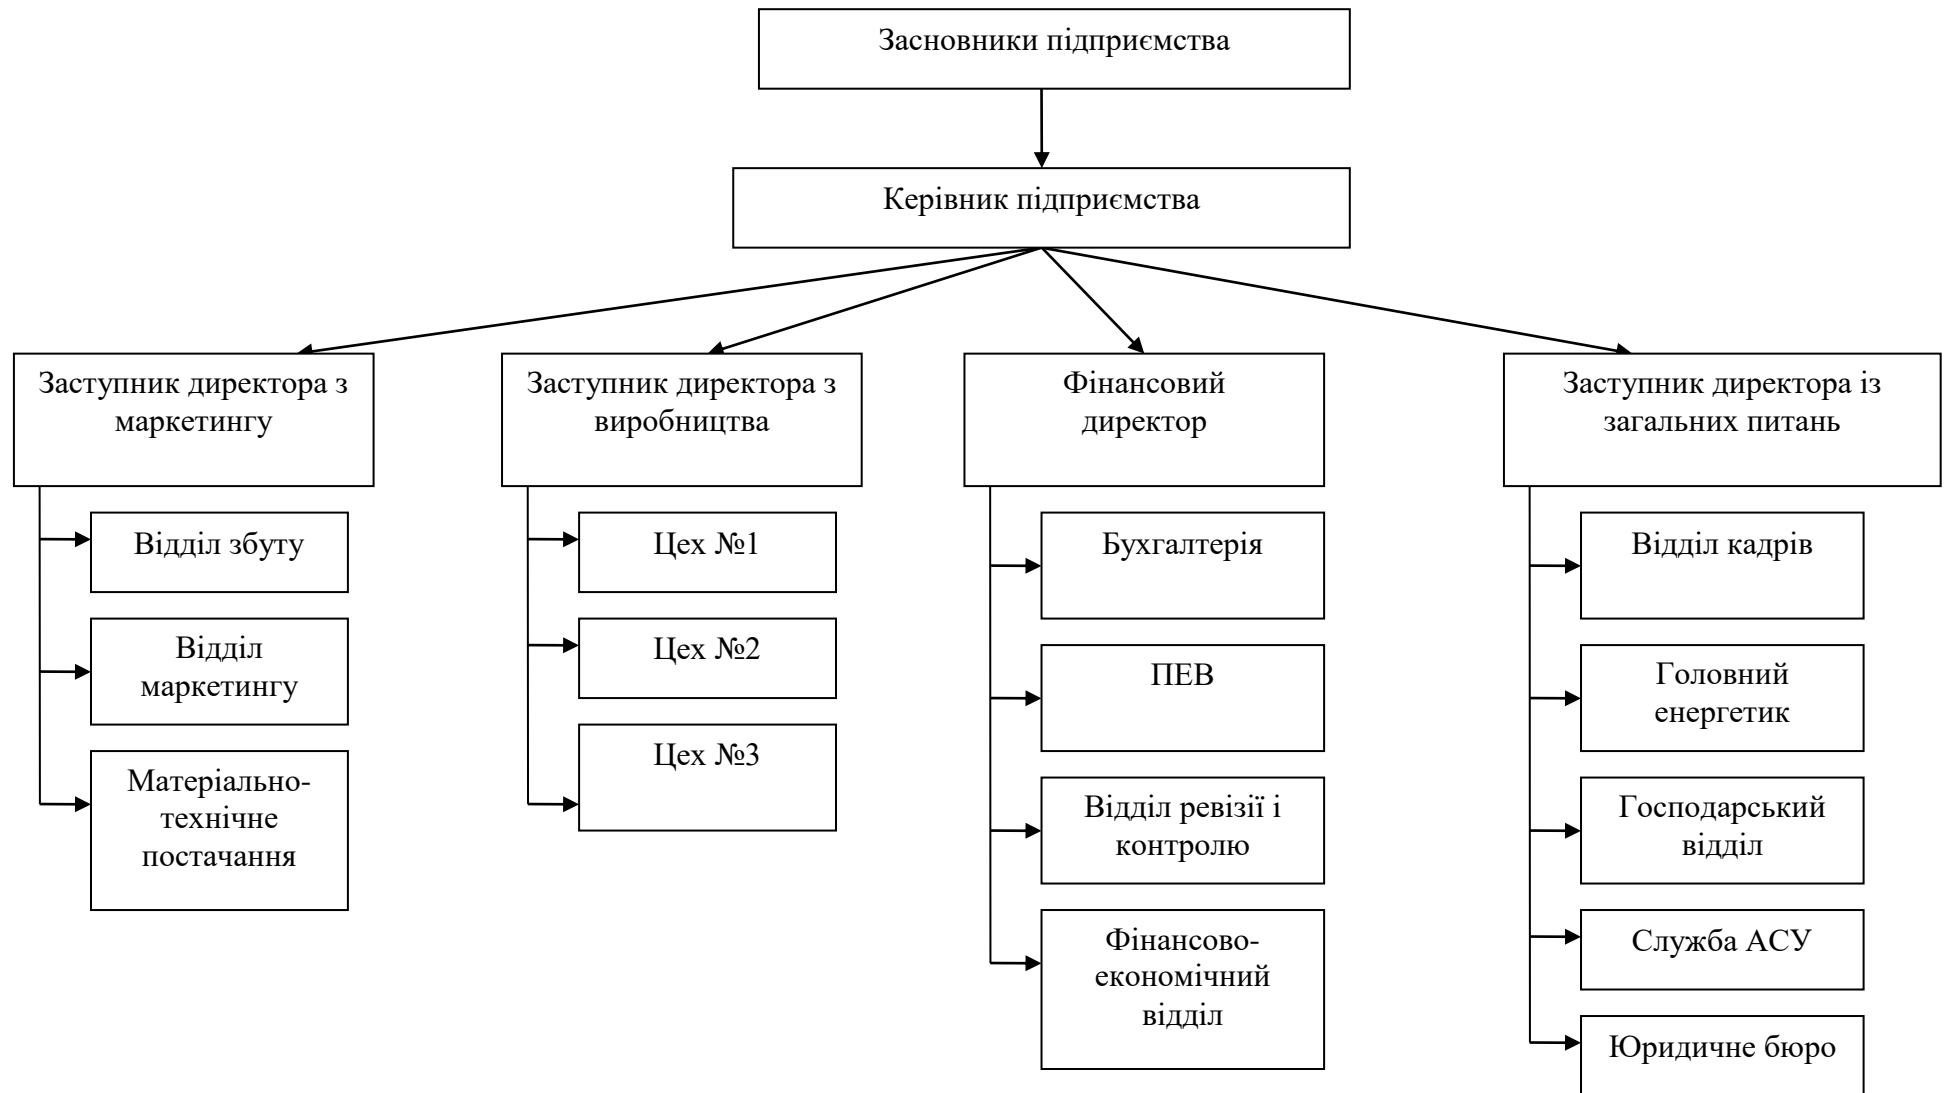 Засновники підприємства
Керівник підприємства
Заступник директора з
маркетингу
Відділ збуту
Відділ
маркетингу
Матеріально-
технічне
постачання
Заступник директора з
виробництва
Цех №1
Цех №2
Цех №3
Фінансовий
директор
Бухгалтерія
ПЕВ
Відділ ревізії і
контролю
Фінансово-
економічний
відділ
Заступник директора із
загальних питань
Відділ кадрів
Головний
енергетик
Господарський
відділ
Служба АСУ
Юридичне бюро